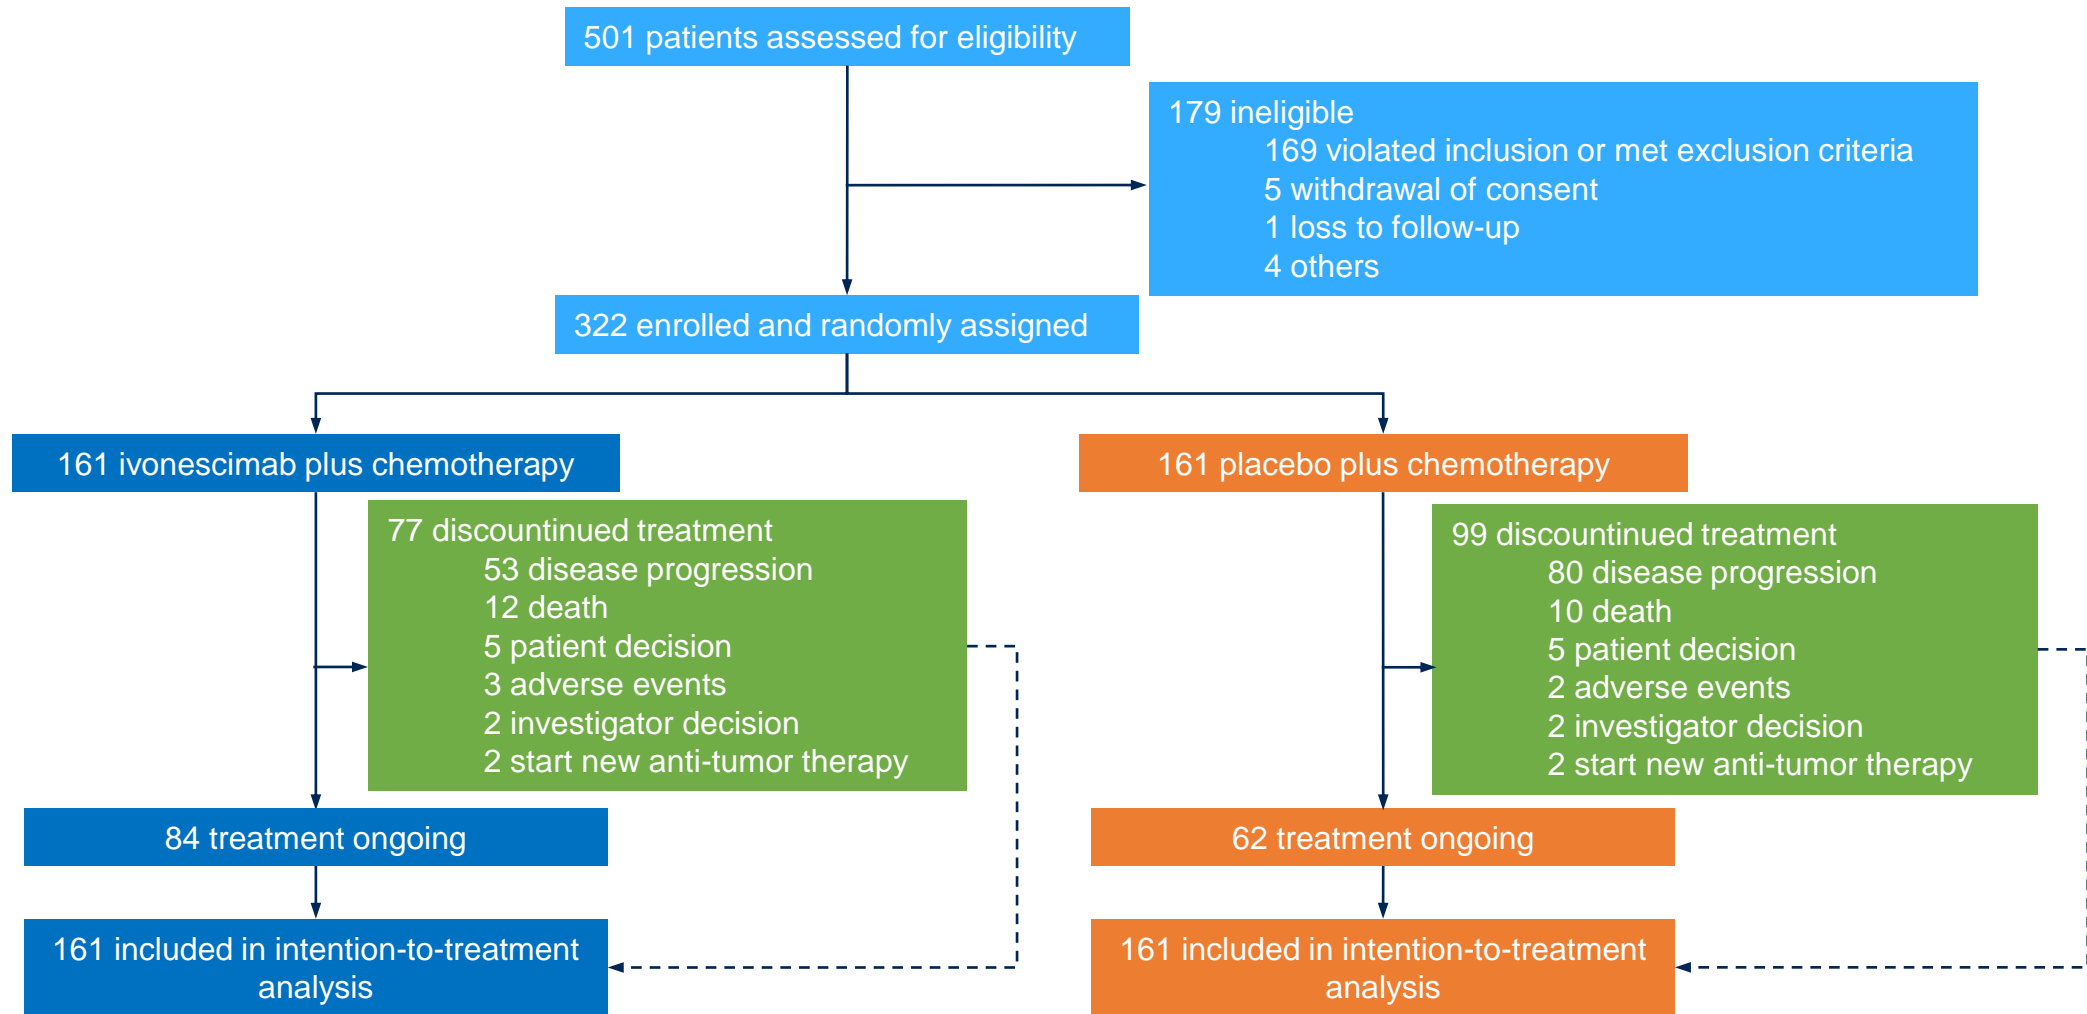 501 patients assessed for eligibility
179 ineligible
169 violated inclusion or met exclusion criteria
5 withdrawal of consent
1 loss to follow-up
4 others
322 enrolled and randomly assigned
161 ivonescimab plus chemotherapy
161 placebo plus chemotherapy
77 discountinued treatment
53 disease progression
12 death
5 patient decision
3 adverse events
2 investigator decision
2 start new anti-tumor therapy
99 discountinued treatment
80 disease progression
10 death
5 patient decision
2 adverse events
2 investigator decision
2 start new anti-tumor therapy
84 treatment ongoing
62 treatment ongoing
161 included in intention-to-treatment
analysis
161 included in intention-to-treatment
analysis